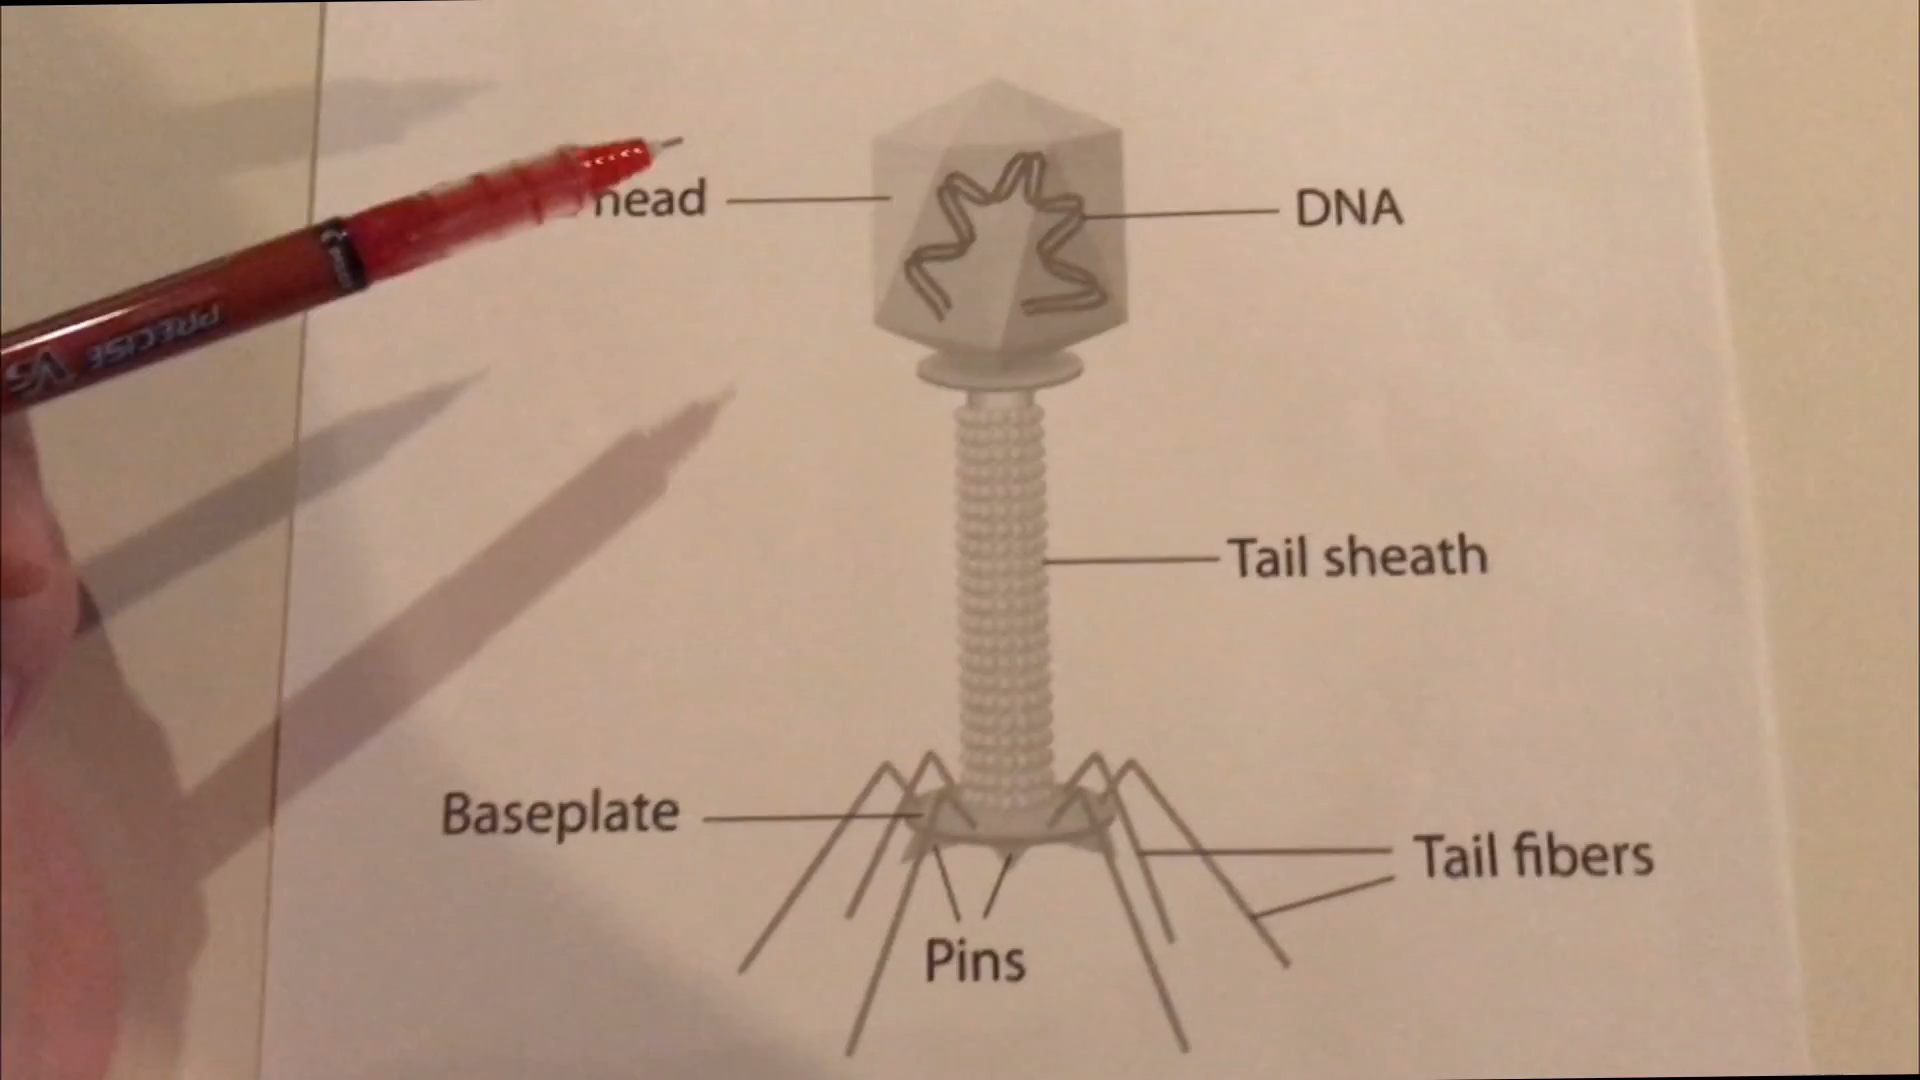 head
DNA
Tail sheath
Baseplate
Tail fibers
Pins
PRECISE V5